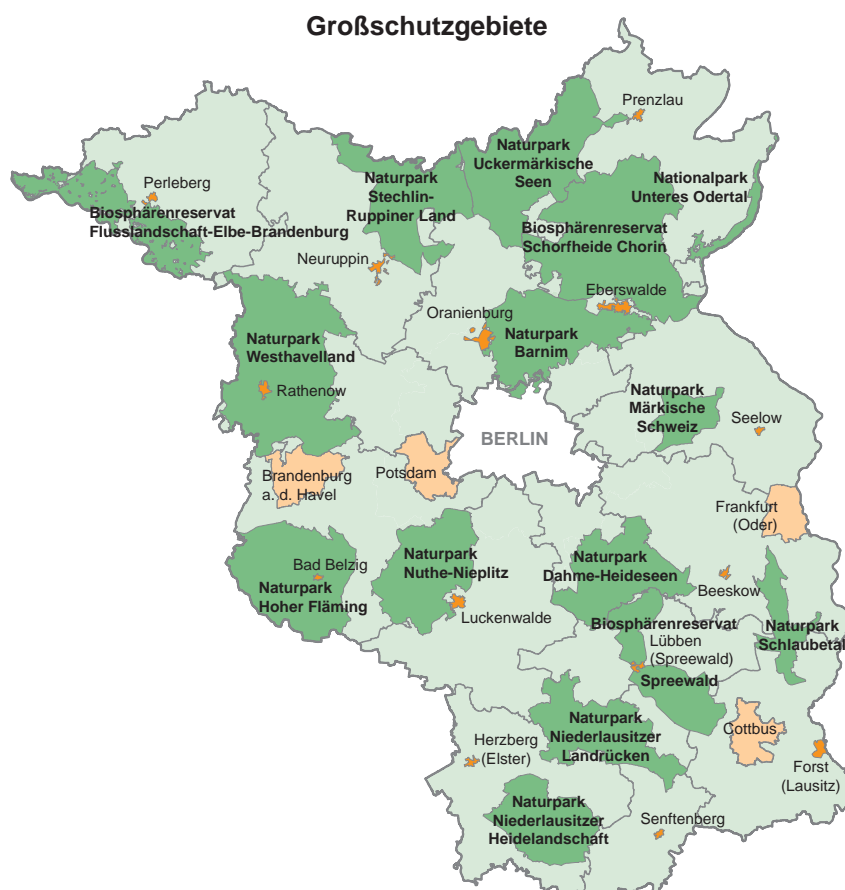 Großschutzgebiete
Prenzlau
Naturpark
Uckermärkische
Seen
Naturpark
Stechlin-
Ruppiner Land
Nationalpark
Unteres Odertal
Perleberg
Biosphärenreservat
Flusslandschaft-Elbe-Brandenburg
Biosphärenreservat
Schorfheide Chorin
Neuruppin
Eberswalde
Oranienburg
Naturpark
Barnim
Naturpark
Westhavelland
Rathenow
Naturpark
Märkische
Schweiz
Seelow
BERLIN
Brandenburg
a. d. Havel
Potsdam
Frankfurt
(Oder)
Bad Belzig
Naturpark
Hoher Fläming
Naturpark
Nuthe-Nieplitz
Luckenwalde
Naturpark
Dahme-Heideseen
Beeskow
Biosphärenreservat
Lübben
(Spreewald)
Spreewald
Naturpark
Schlaubetal
Naturpark
Niederlausitzer
Landrücken
Cottbus
Herzberg
(Elster)
Forst
(Lausitz)
Naturpark
Niederlausitzer
Heidelandschaft
Senftenberg